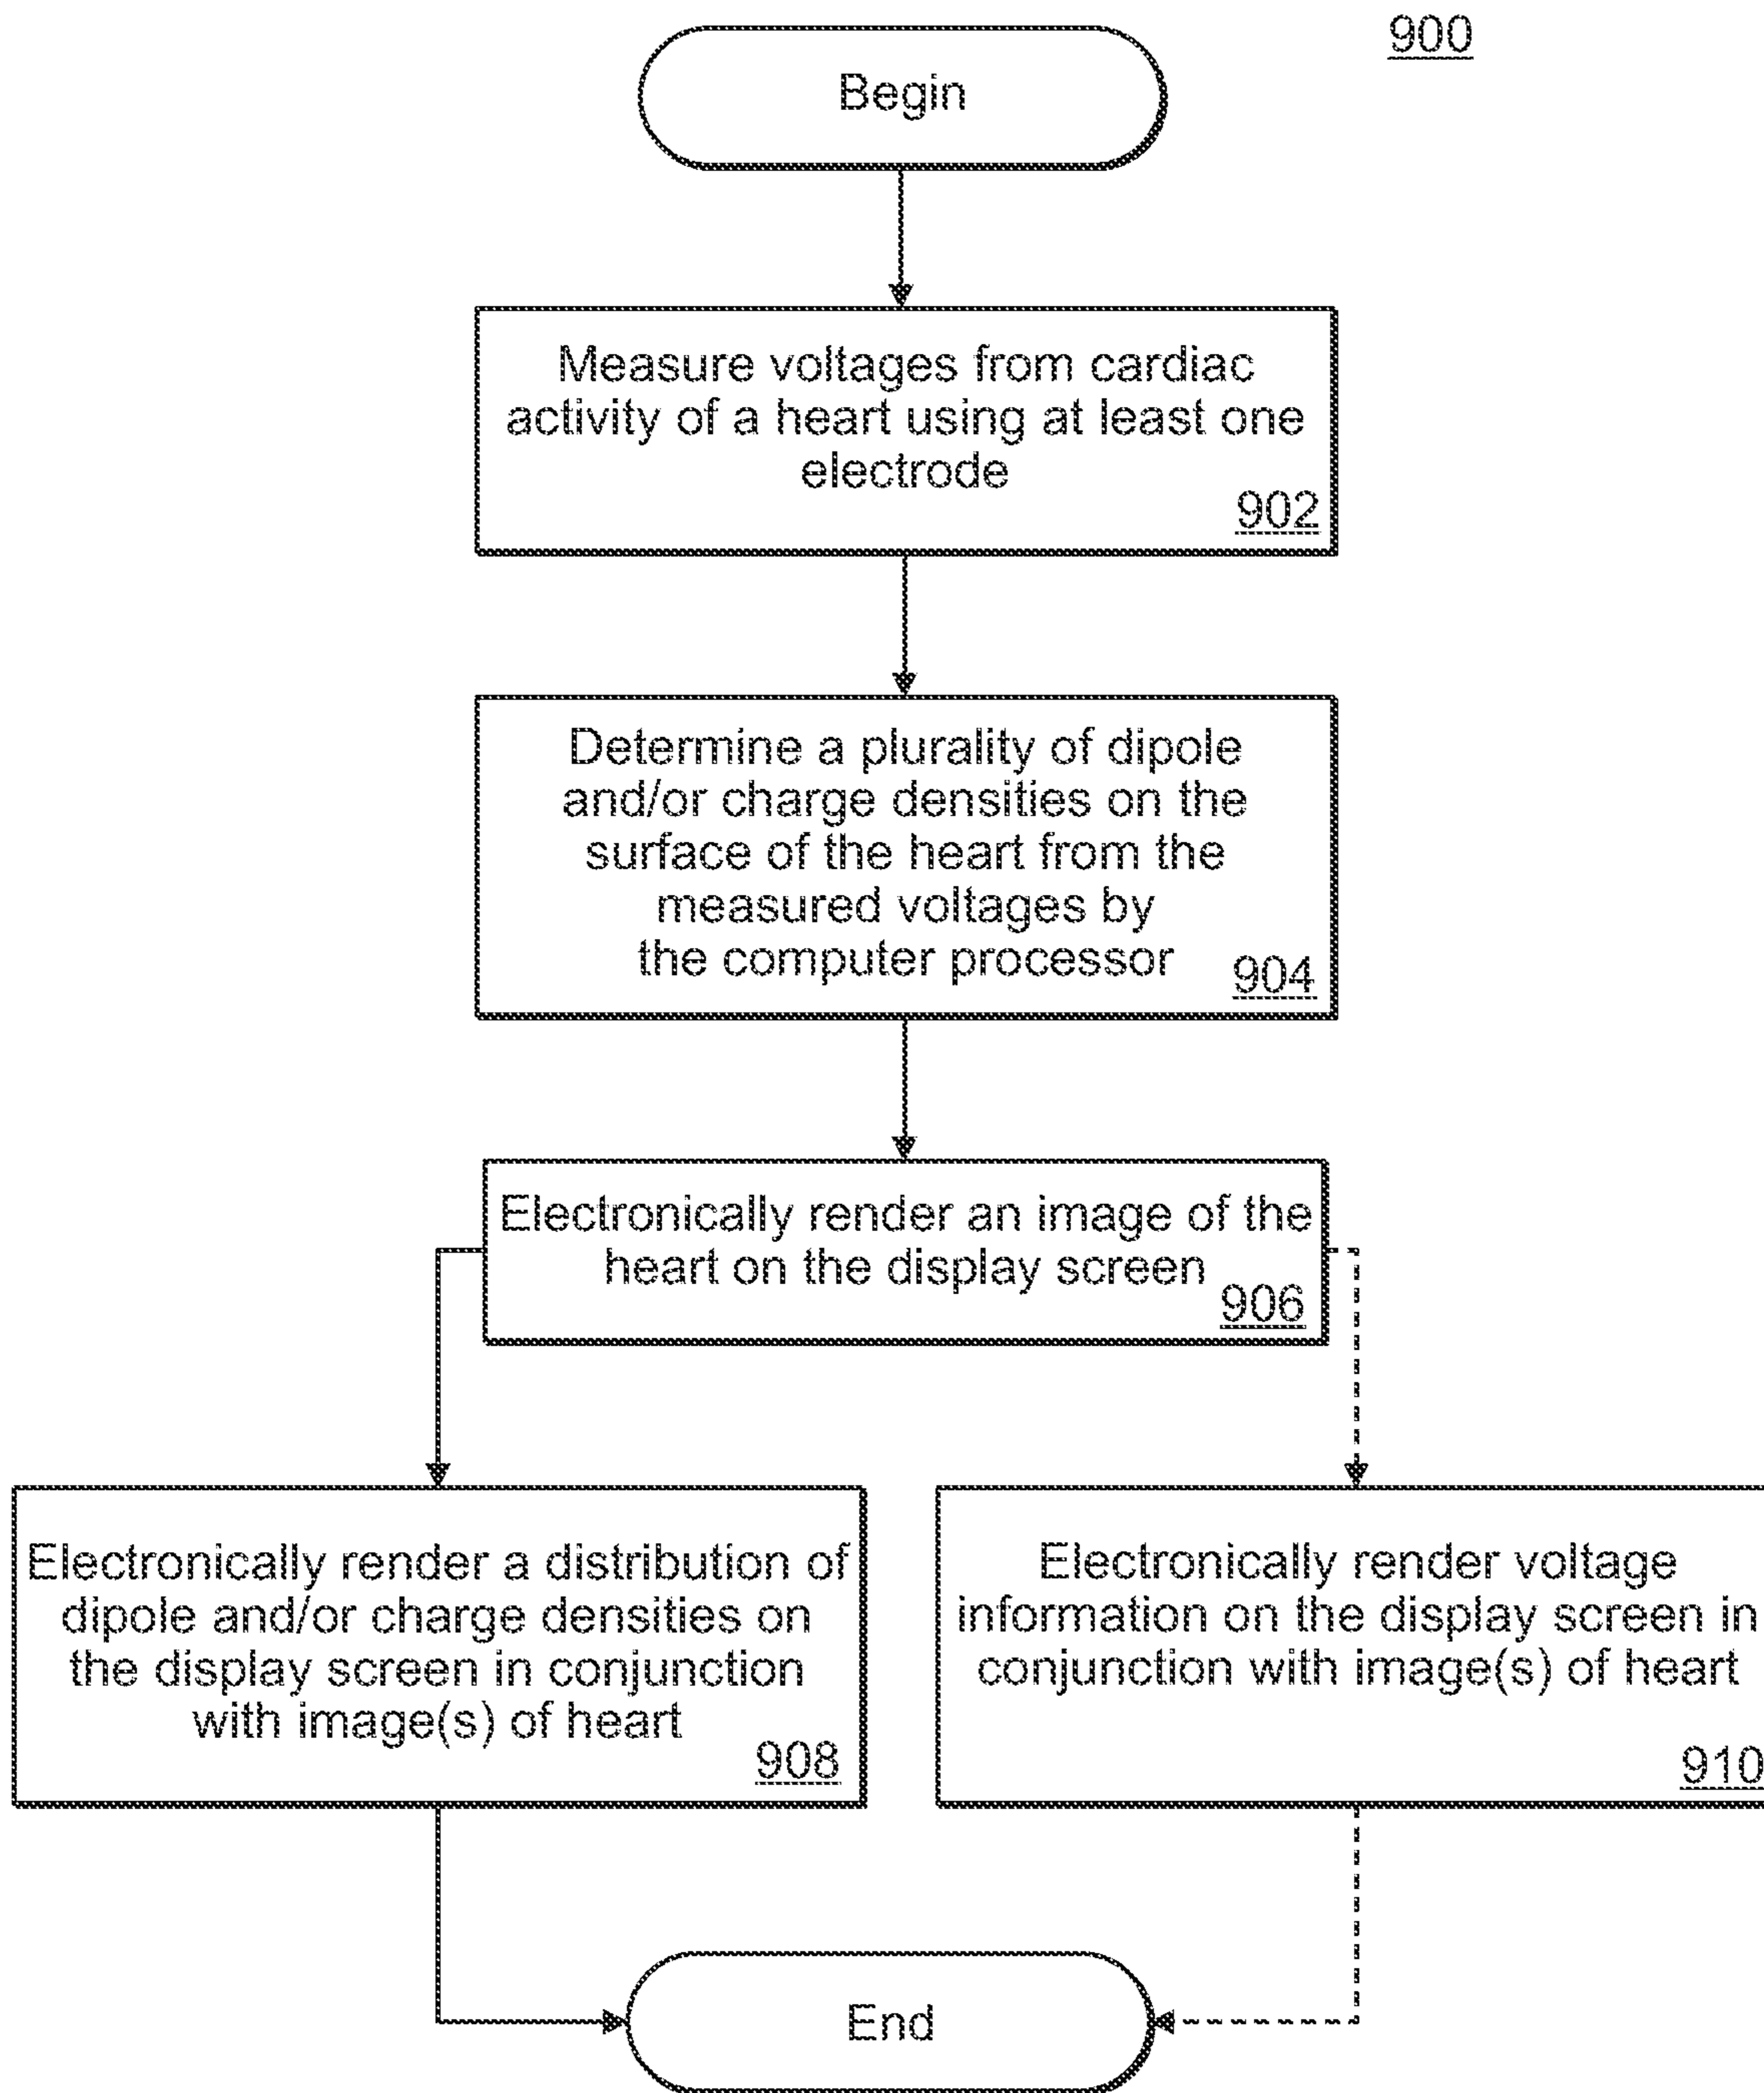 900
Begin
Measure voltages from cardiac
activity of a heart using at least one
electrode
902
Determine a plurality of dipole
and/or charge densities on the
surface of the heart from the
measured voltages by
the computer processor
904
Electronically render an image of the
heart on the display screen
906
Electronically render a distribution of
dipole and/or charge densities on
the display screen in conjunction
with image(s) of heart
908
Electronically render voltage
information on the display screen in
conjunction with image(s) of heart
910
End